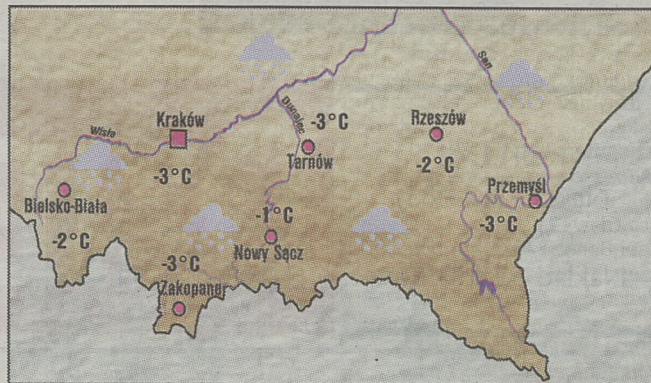 San
Wisła
Kraków
-3°C
Dunajec
-3°C
Tarnów
Rzeszów
-2°C
Bielsko-Biała
-2°C
Przemyśl
-3°C
-1°C
Nowy Sącz
-3°C
Zakopane